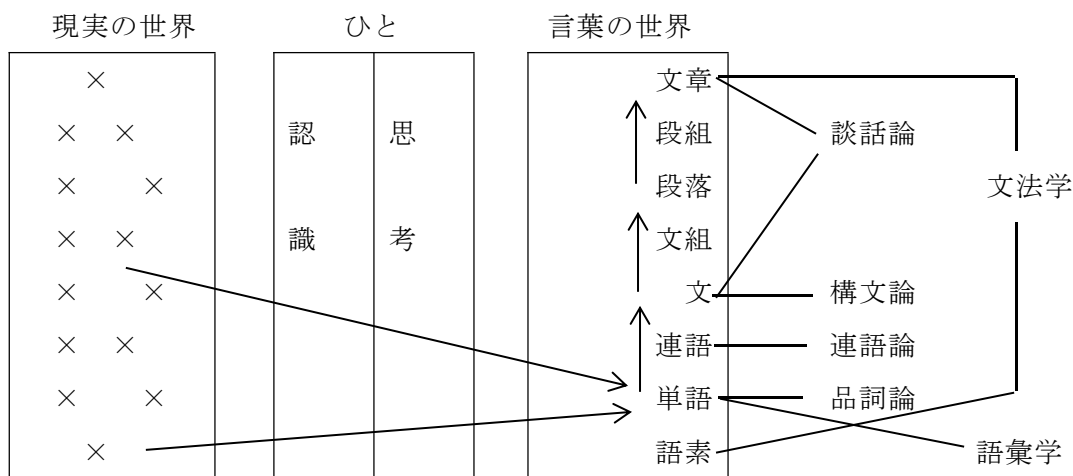 現実の世界 ひと 言葉の世界
× 文章
× × 認 思 段組 談話論
× × 段落 文法学
× × 識 考 文組
× × 文 構文論
× × 連語 連語論
× × 単語 品詞論
× 語素 語彙学